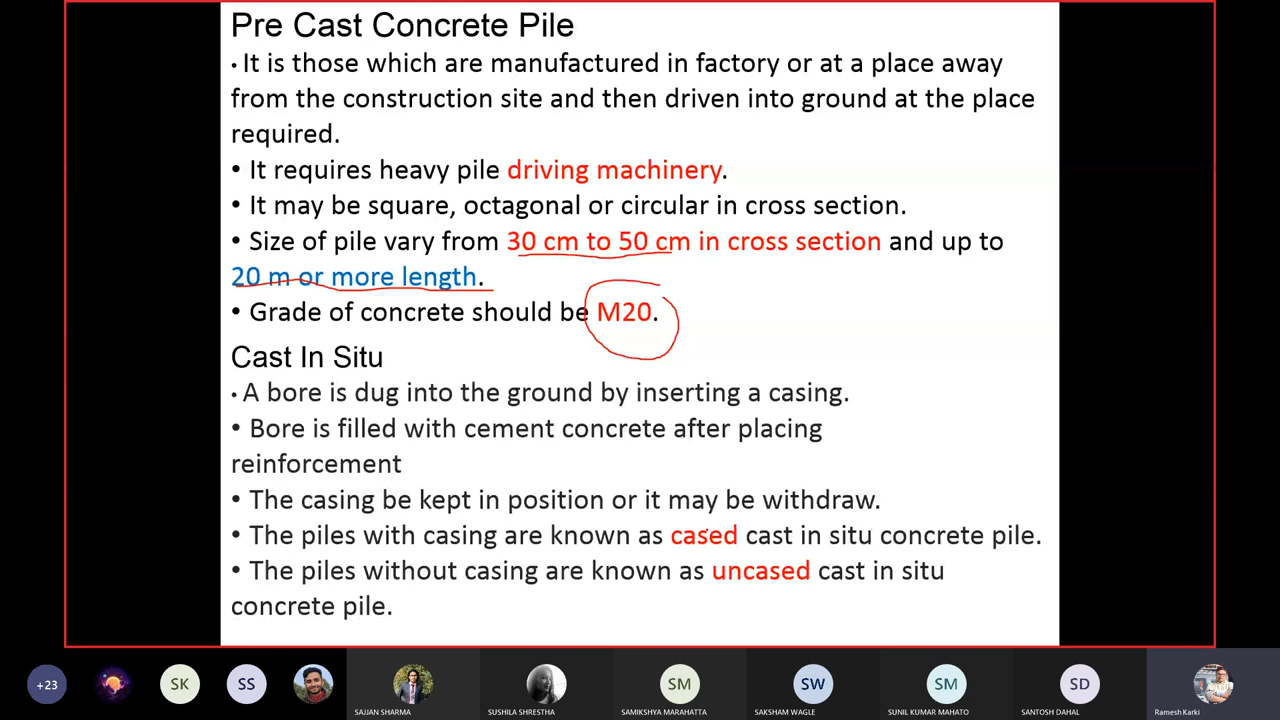 Pre Cast Concrete Pile
• It is those which are manufactured in factory or at a place away
from the construction site and then driven into ground at the place
required.
• It requires heavy pile driving machinery.
• It may be square, octagonal or circular in cross section.
• Size of pile vary from 30 cm to 50 cm in cross section and up to
20 m or more length.
• Grade of concrete should be M20.
Cast In Situ
• A bore is dug into the ground by inserting a casing.
• Bore is filled with cement concrete after placing
reinforcement
• The casing be kept in position or it may be withdraw.
• The piles with casing are known as cased cast in situ concrete pile.
• The piles without casing are known as uncased cast in situ
concrete pile.
+23 SK SS SM SW SM SD
SAJJAN SHARMA SUSHILA SHRESTHA SAMIKSHYA MARAHATTA SAKSHAM WAGLE SUNIL KUMAR MAHATO SANTOSH DAHAL Ramesh Karki